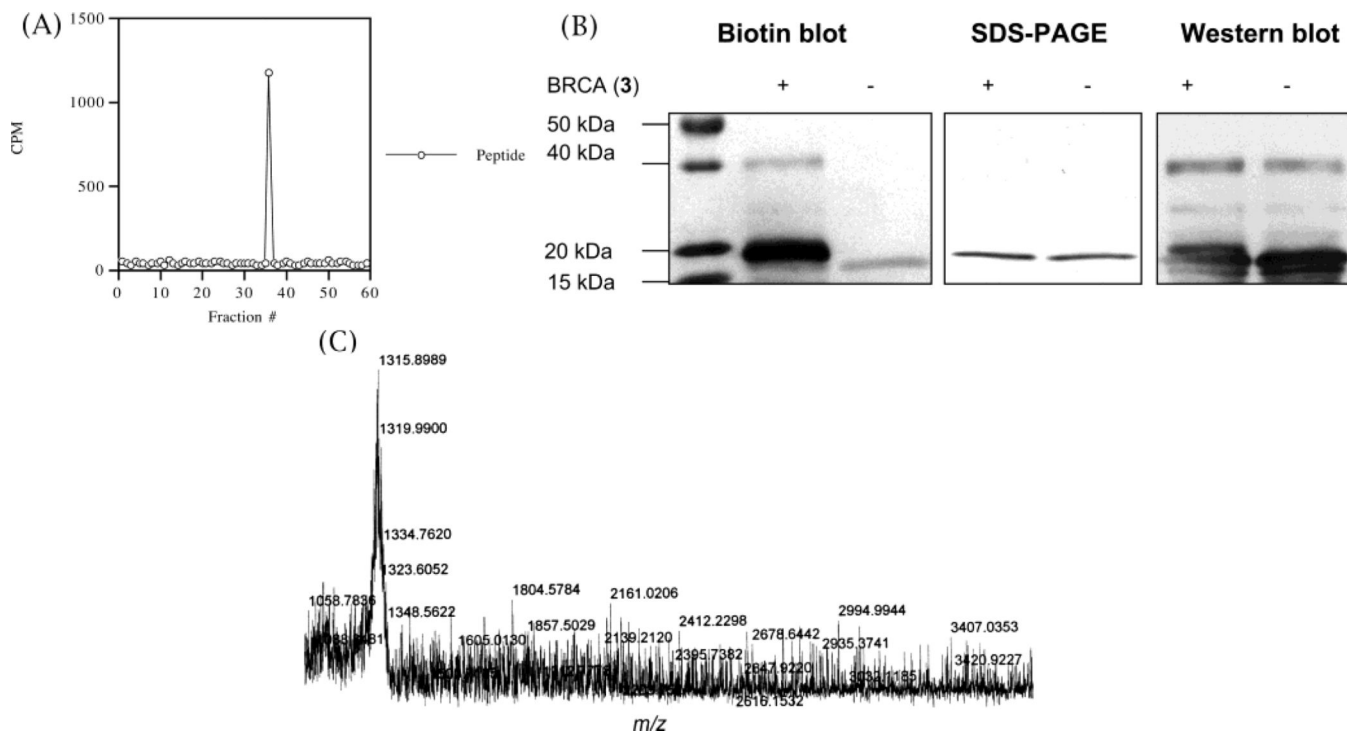 (A)
1500
1000
500
0
CPM
0 10 20 30 40 50 60
Fraction #
Peptide
(B)
Biotin blot SDS-PAGE Western blot
BRCA (3) + - + - + -
50 kDa
40 kDa
20 kDa
15 kDa
(C)
1315.8989
1319.9900
1334.7620
1323.6052
1058.7836
1348.5622
1605.0130
1804.5784
1857.5029
2161.0206
2139.2120
2412.2298
2395.7382
2678.6442
2647.9220
2616.1532
2994.9944
2935.3741
3032.1185
3407.0353
3420.9227
m/z